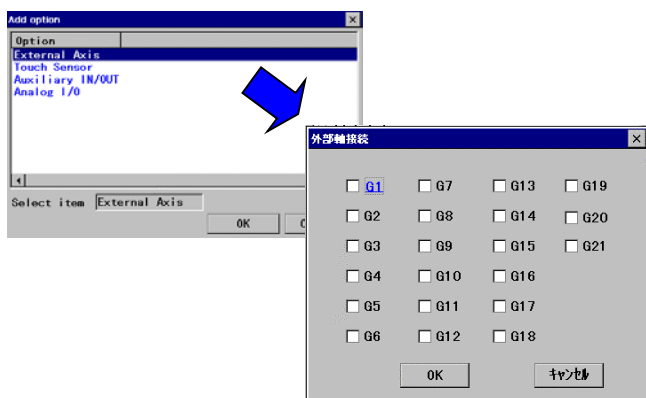 Add option
Option
External Axis
Touch Sensor
Auxiliary IN/OUT
Analog I/O
Select item External Axis
OK
外部軸接続
G1 G7 G13 G19
G2 G8 G14 G20
G3 G9 G15 G21
G4 G10 G16
G5 G11 G17
G6 G12 G18
OK キャンセル